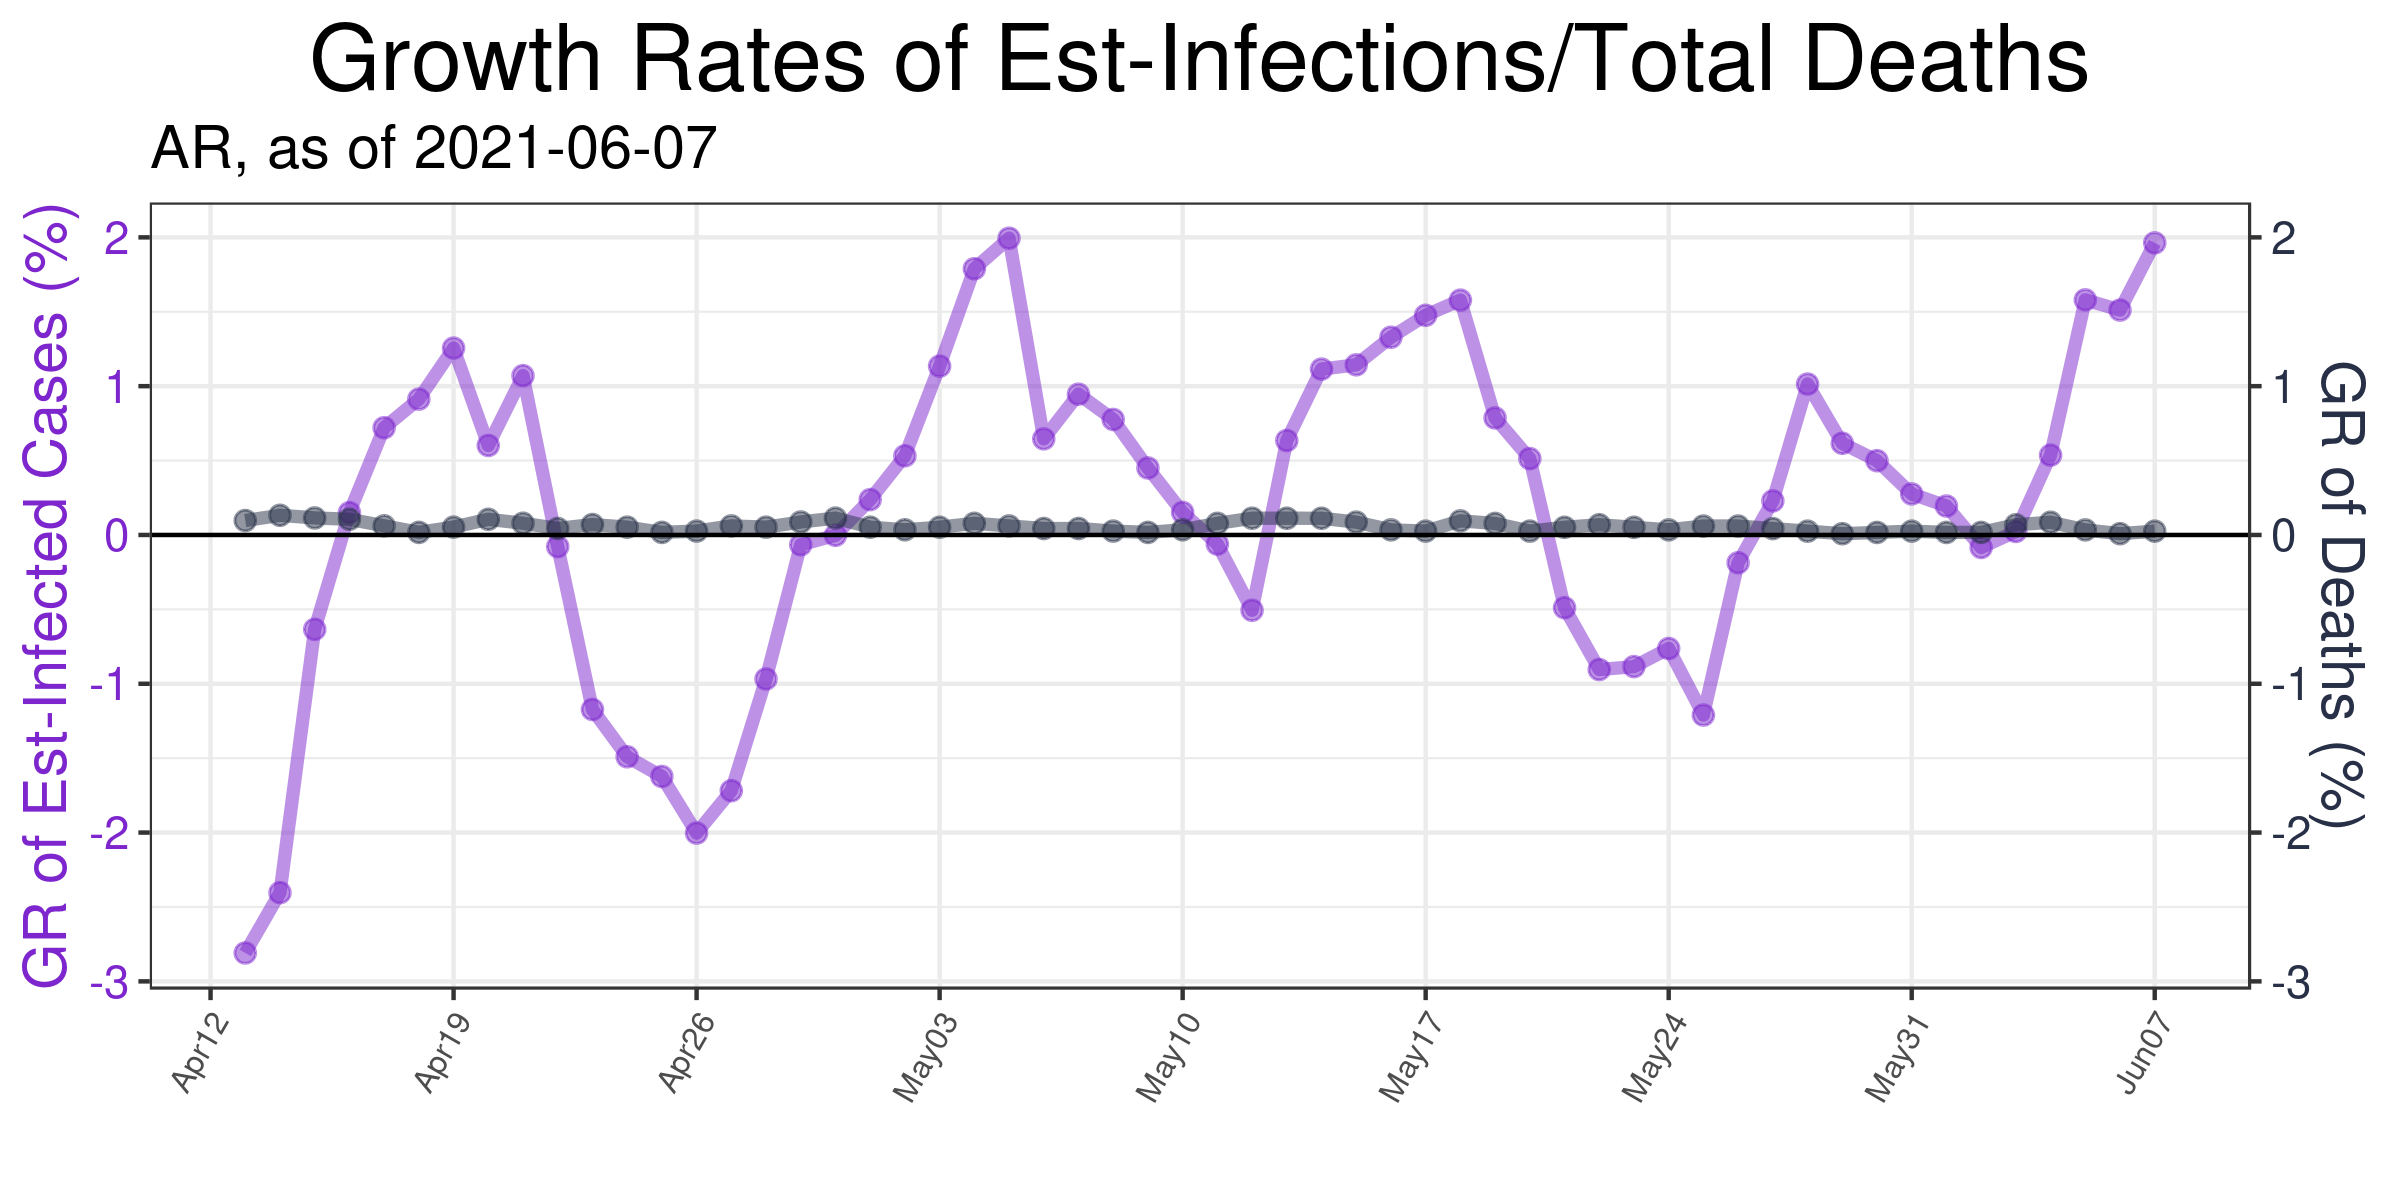 Growth Rates of Est-Infections/Total Deaths
AR, as of 2021-06-07
GR of Est-Infected Cases (%)
2
1
0
-1
-2
-3
2
1
0
-1
-2
-3
GR of Deaths (%)
Apr12
Apr19
Apr26
May03
May10
May17
May24
May31
Jun07